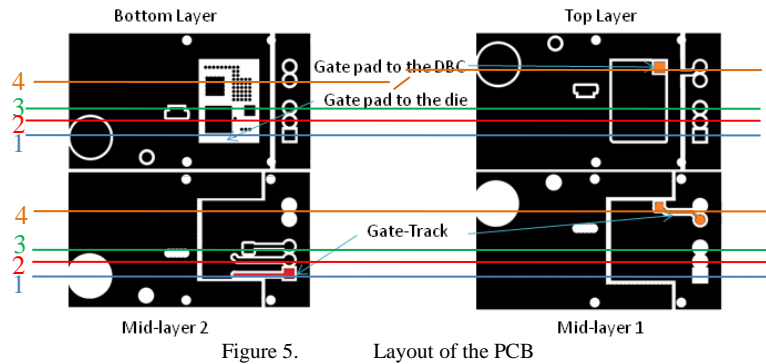 Bottom Layer
Top Layer
Gate pad to the DBC
4
Gate pad to the die
3
2
1
4
Gate-Track
3
2
1
Mid-layer 2
Mid-layer 1
Figure 5. Layout of the PCB